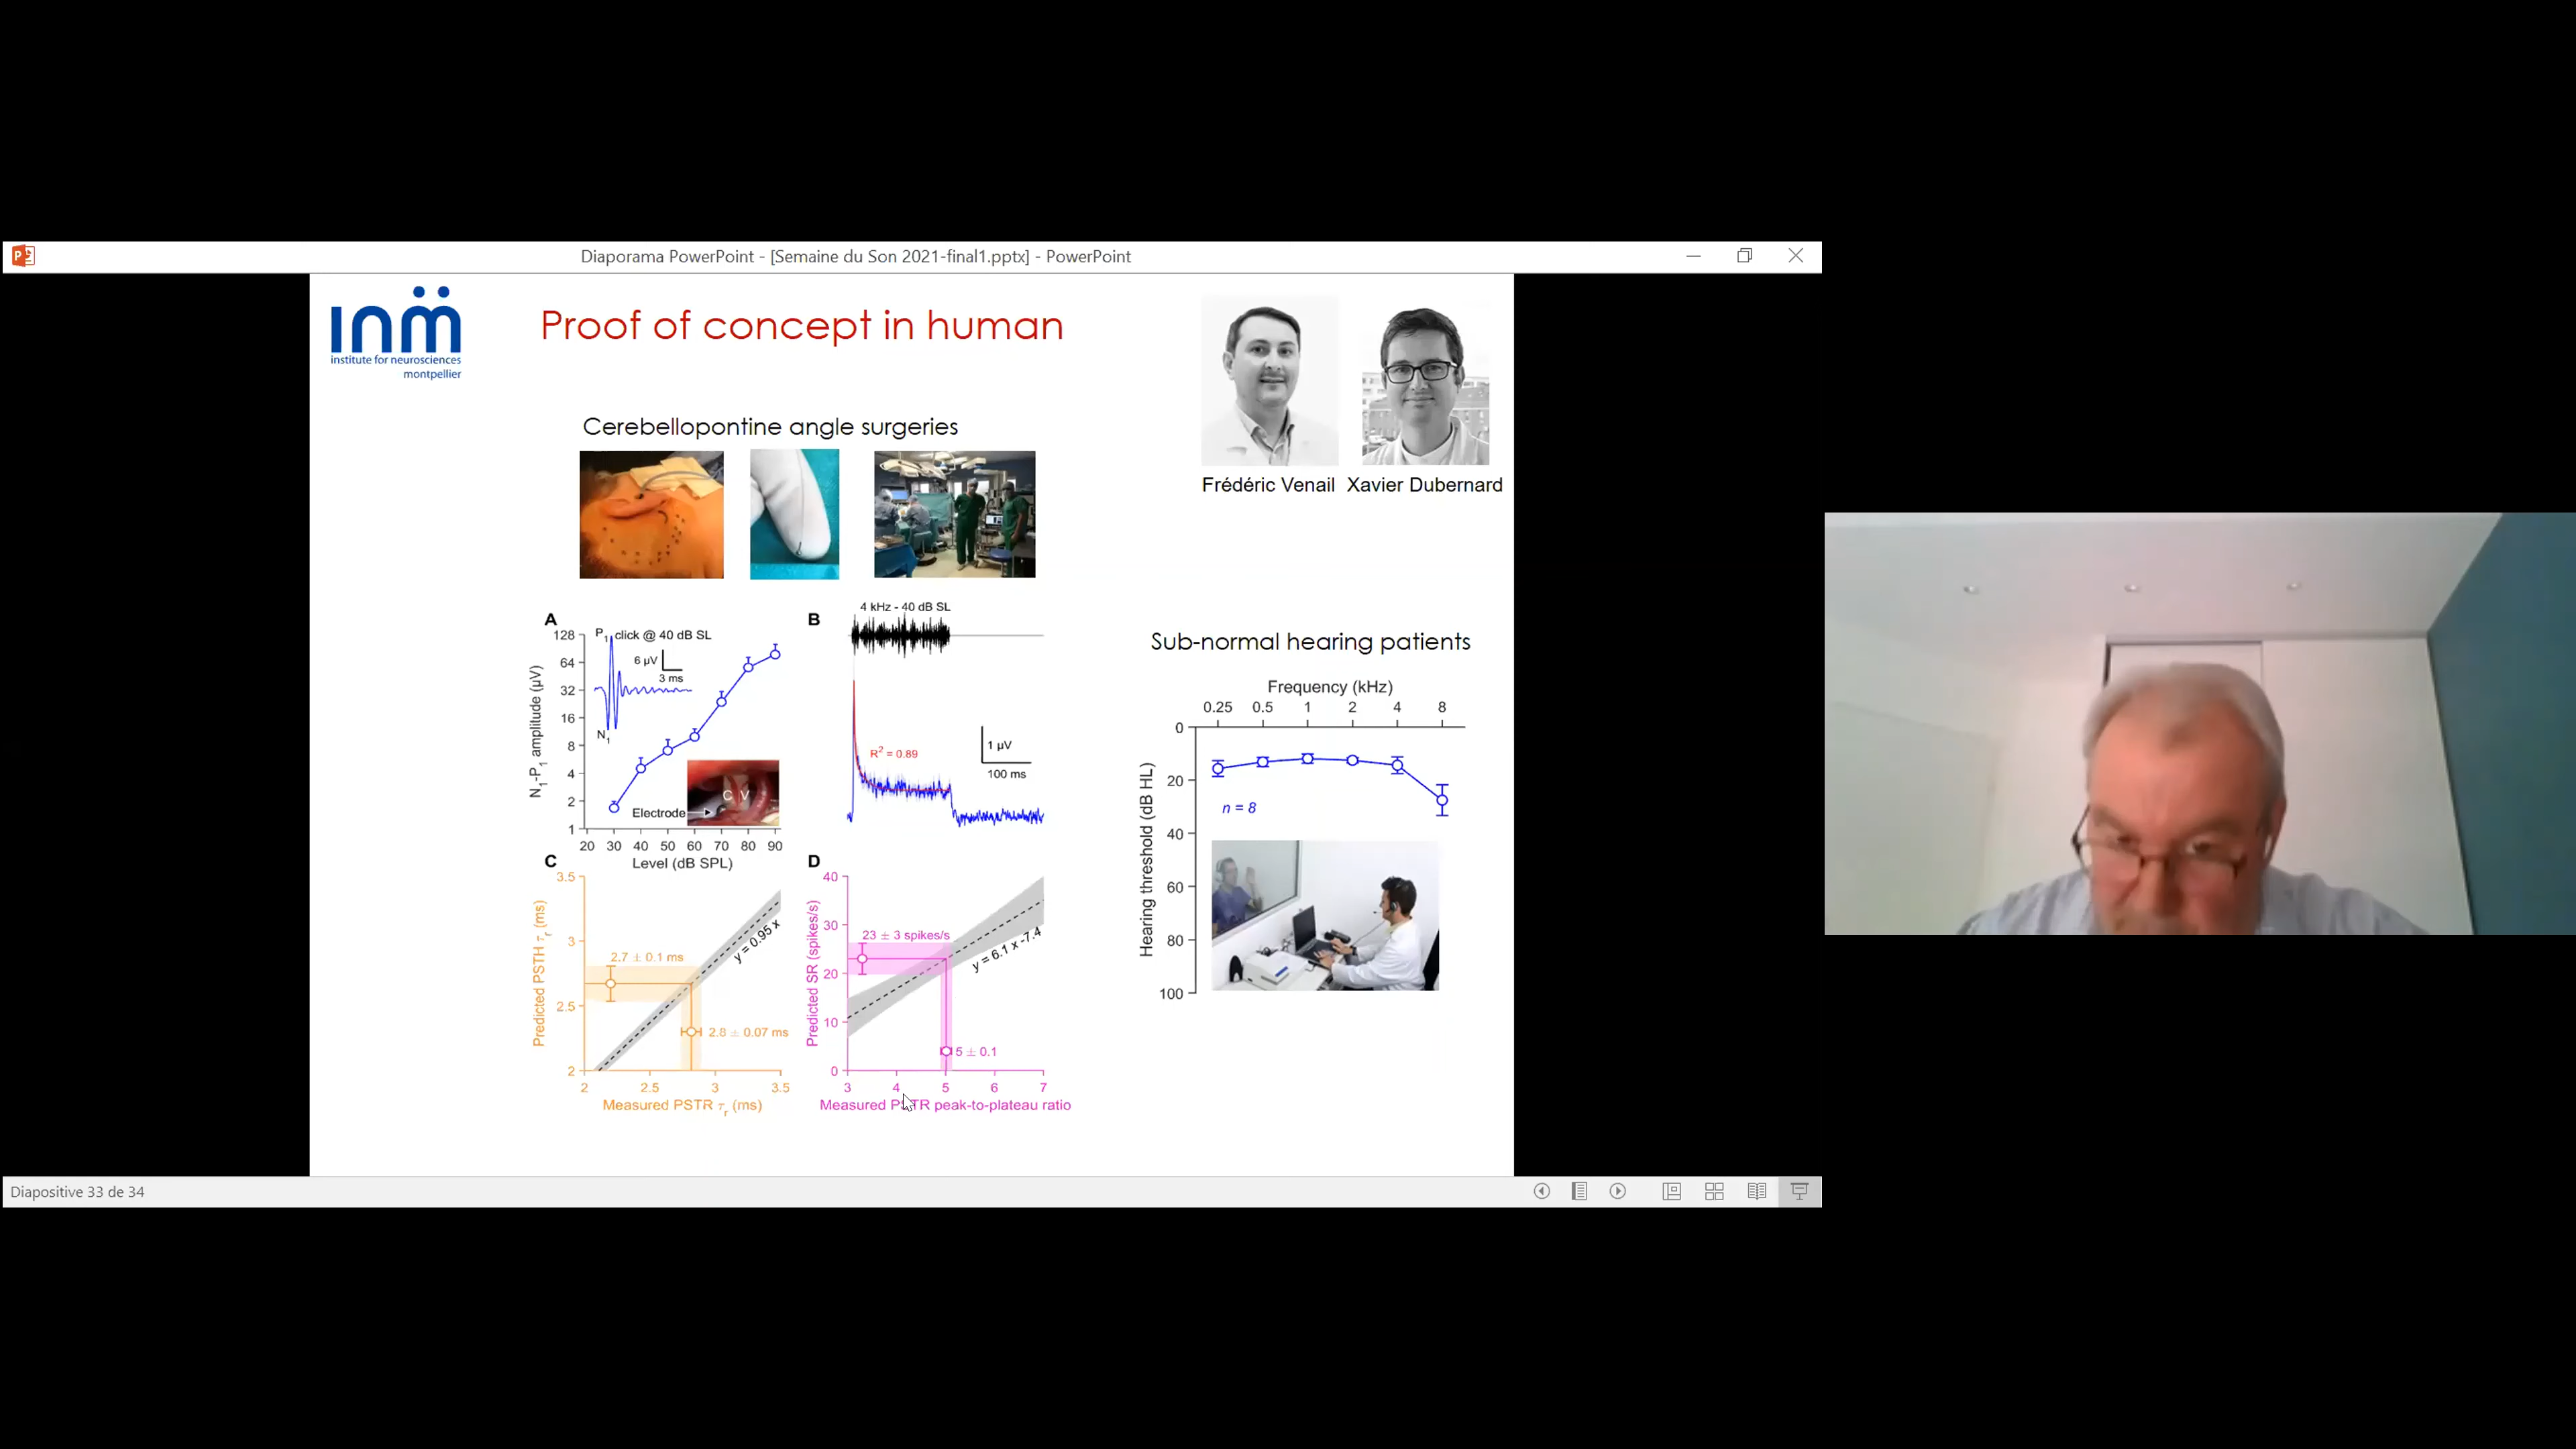 Diaporama PowerPoint - [Semaine du Son 2021-final1.pptx] - PowerPoint
ınm
institute for neurosciences
montpellier
Proof of concept in human
Frédéric Venail Xavier Dubernard
Cerebellopontine angle surgeries
A
P1 click @ 40 dB SL
6 µV
3 ms
N1
N1-P1 amplitude (µV)
128
64
32
16
8
4
2
1
C V
Electrode
20 30 40 50 60 70 80 90
Level (dB SPL)
B
4 kHz - 40 dB SL
R2 = 0.89
1 µV
100 ms
C
Predicted PSTH τr (ms)
3.5
3
2.5
2
2.7 ± 0.1 ms
y = 0.95 x
2.8 ± 0.07 ms
2 2.5 3 3.5
Measured PSTR τr (ms)
D
Predicted SR (spikes/s)
40
30
20
10
0
23 ± 3 spikes/s
y = 6.1 x -7.4
5 ± 0.1
3 4 5 6 7
Measured PSTR peak-to-plateau ratio
Sub-normal hearing patients
Frequency (kHz)
0.25 0.5 1 2 4 8
Hearing threshold (dB HL)
0
20
40
60
80
100
n = 8
Diapositive 33 de 34